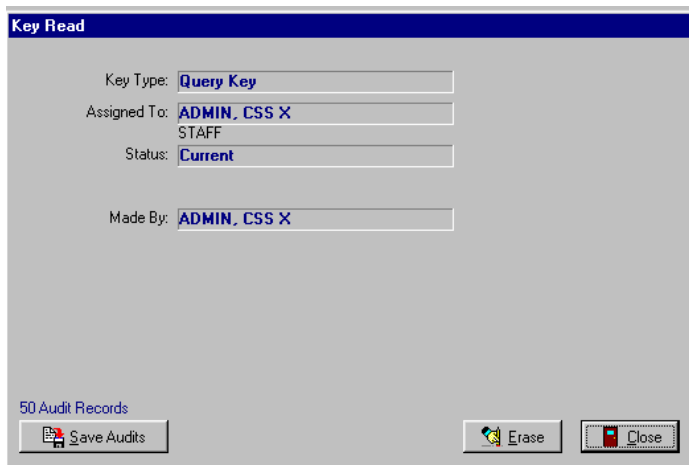 Key Read
Key Type: Query Key
Assigned To: ADMIN, CSS X
STAFF
Status: Current
Made By: ADMIN, CSS X
50 Audit Records
Save Audits Erase Close